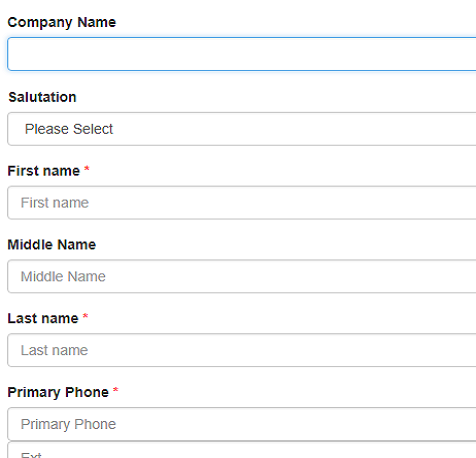 Company Name
Salutation
Please Select
First name *
First name
Middle Name
Middle Name
Last name *
Last name
Primary Phone *
Primary Phone
Ext